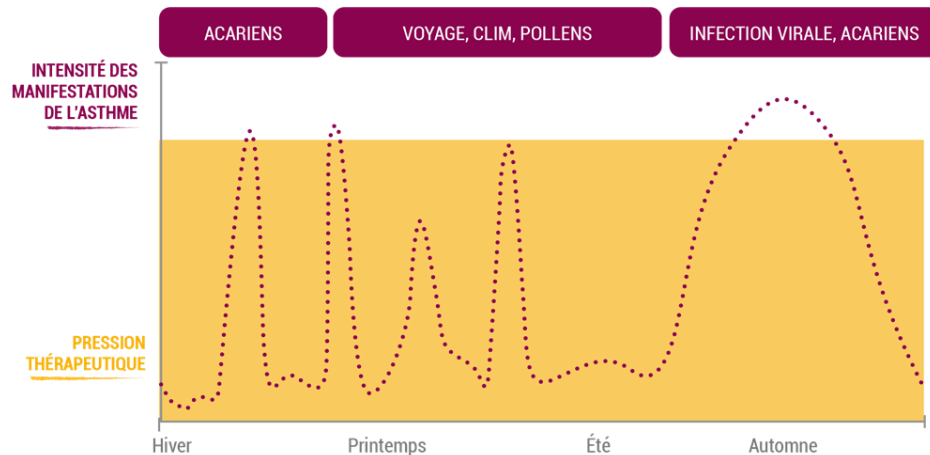 ACARIENS
VOYAGE, CLIM, POLLENS
INFECTION VIRALE, ACARIENS
INTENSITÉ DES
MANIFESTATIONS
DE L'ASTHME
PRESSION
THÉRAPEUTIQUE
Hiver
Printemps
Été
Automne